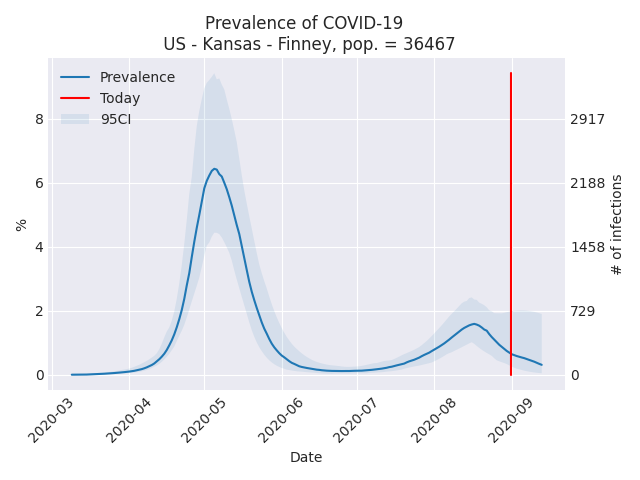 Prevalence of COVID-19
US - Kansas - Finney, pop. = 36467
Prevalence
Today
95CI
8
6
4
2
0
%
2917
2188
1458
729
0
# of infections
2020-03
2020-04
2020-05
2020-06
2020-07
2020-08
2020-09
Date